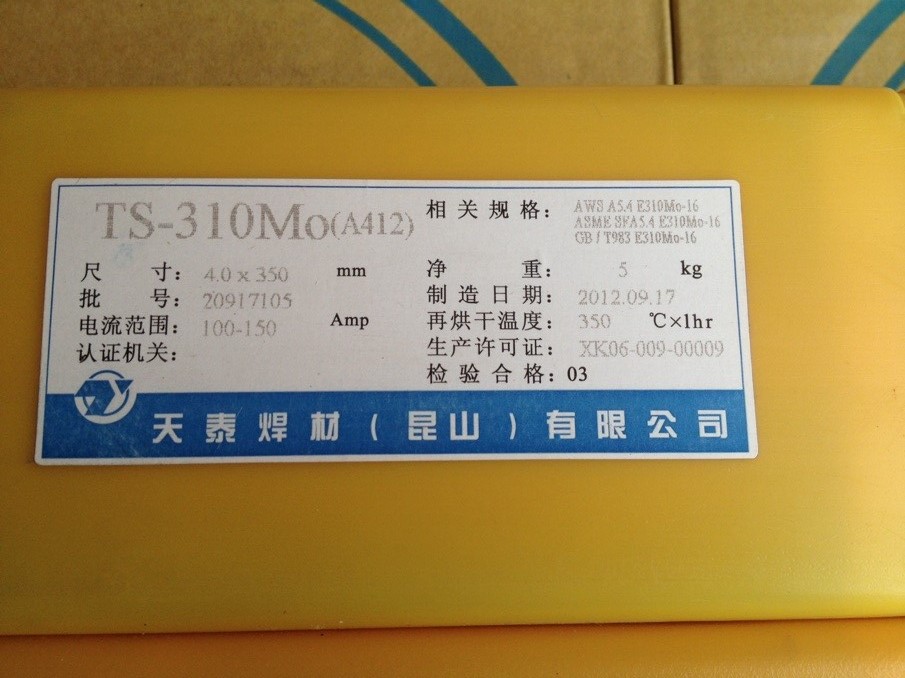 TS-310Mo(A412)
相关规格：
AWS A5.4 E310Mo-16
ASME SFA5.4 E310Mo-16
GB / T983 E310Mo-16
尺 寸： 4.0 x 350 mm
净 重： 5 kg
批 号： 20917105
制造日期： 2012.09.17
电流范围： 100-150 Amp
再烘干温度： 350 ℃×1hr
认证机关：
生产许可证： XK06-009-00009
检验合格：03
天泰焊材（昆山）有限公司